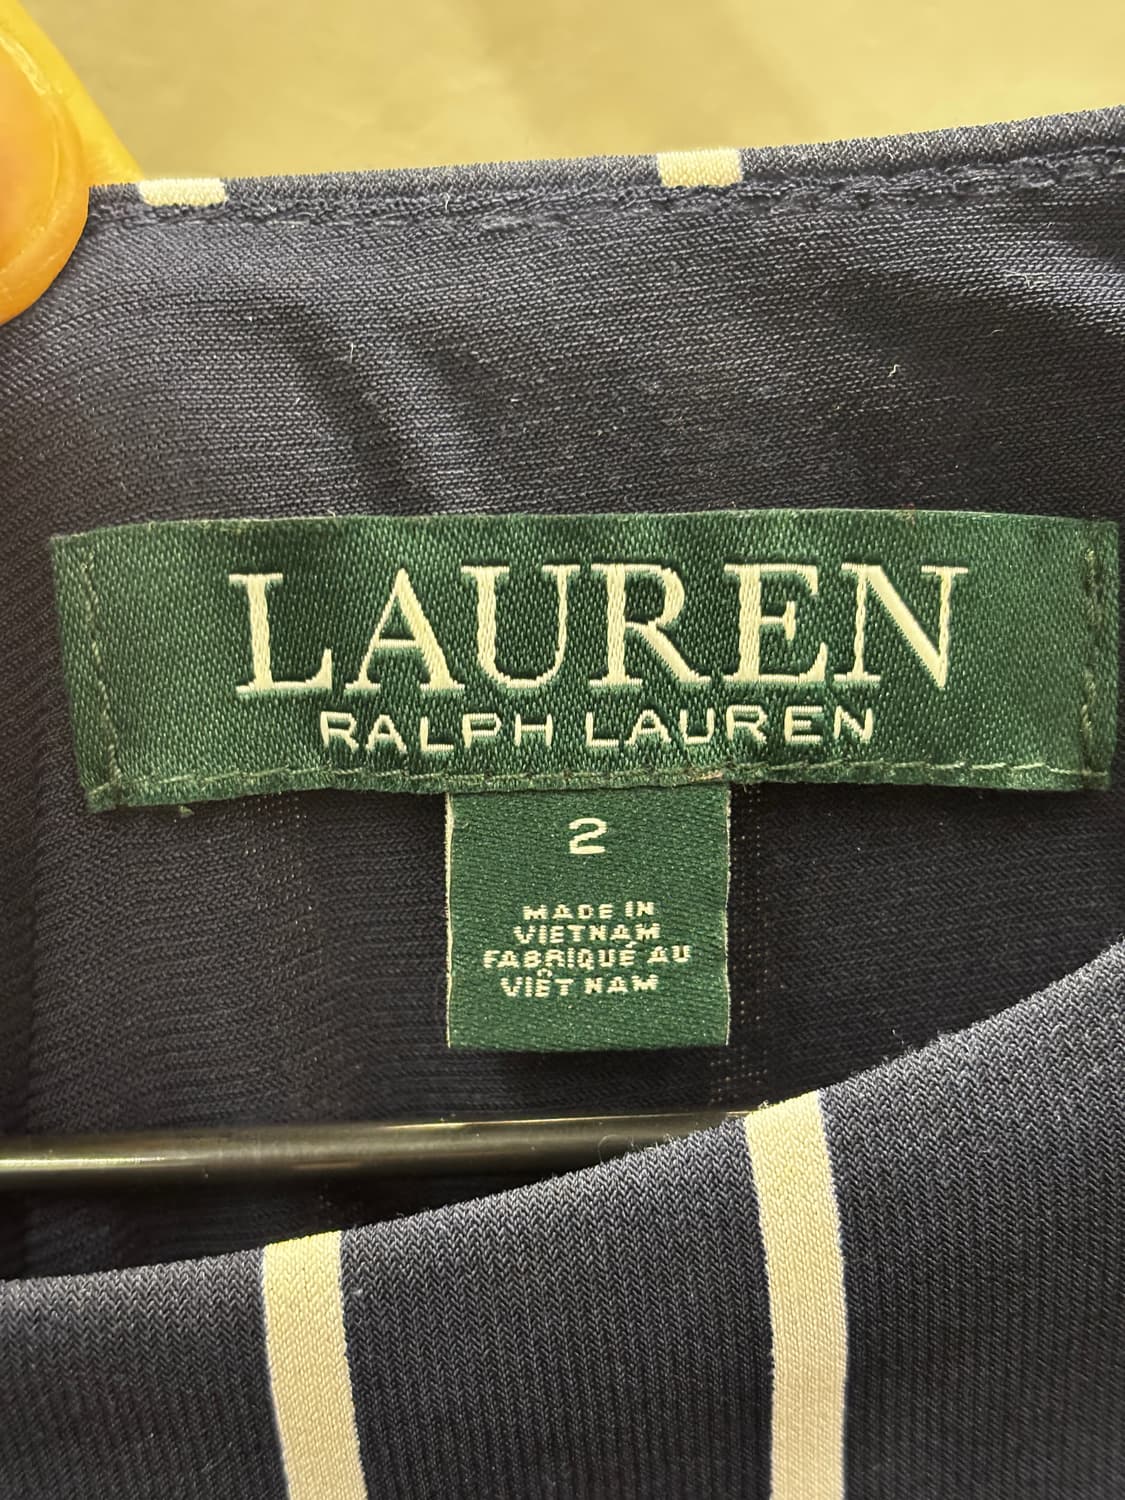 LAUREN
RALPH LAUREN
2
MADE IN
VIETNAM
FABRIQUÉ AU
VIÊT NAM